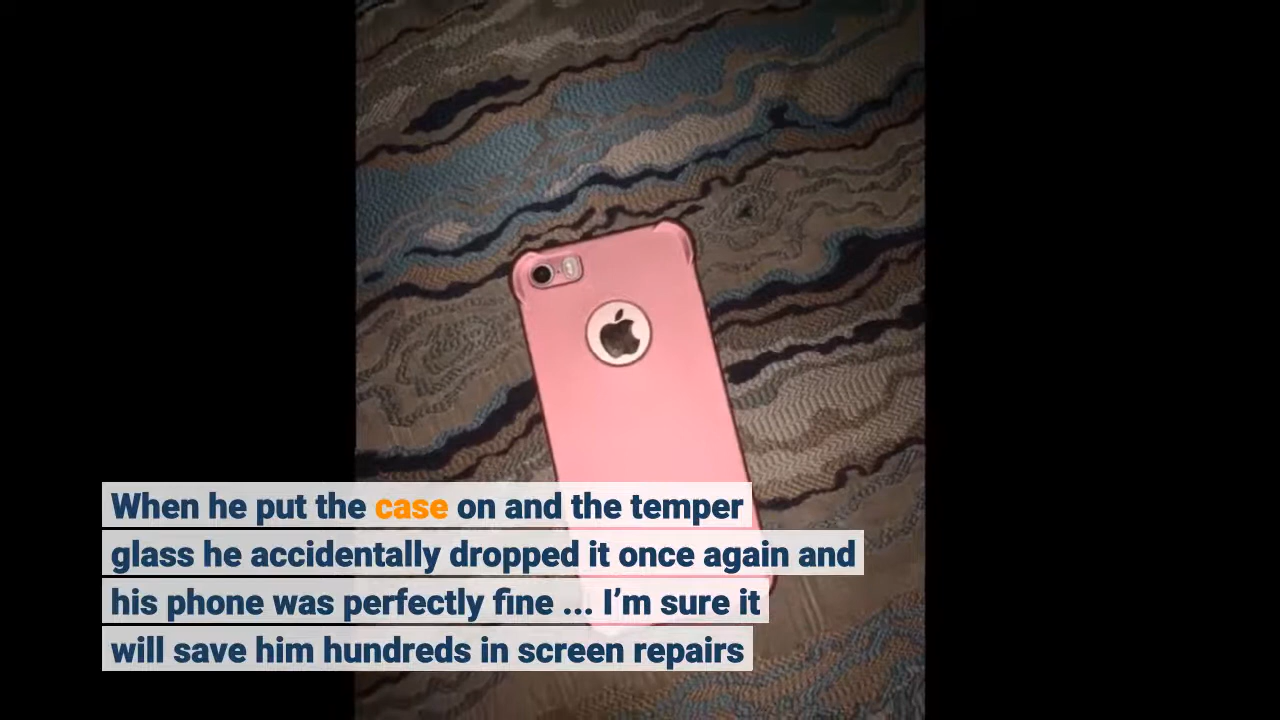 When he put the case on and the temper
glass he accidentally dropped it once again and
his phone was perfectly fine ... I’m sure it
will save him hundreds in screen repairs